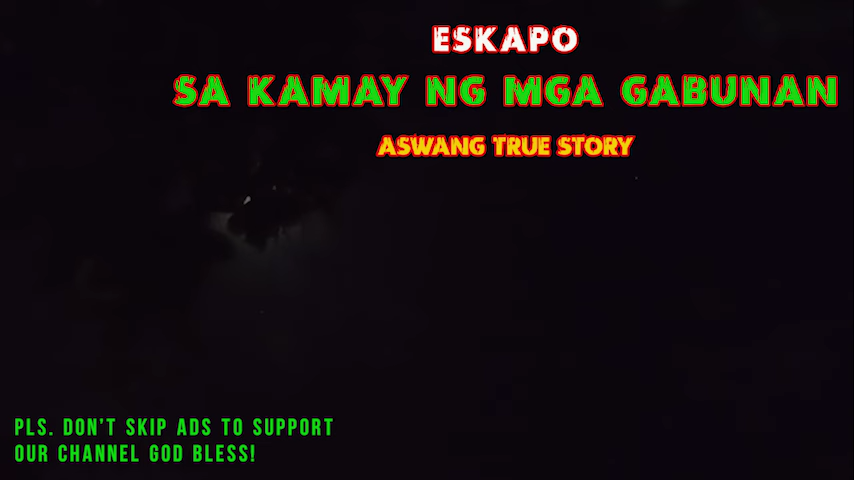 ESKAPO
SA KAMAY NG MGA GABUNAN
ASWANG TRUE STORY
PLS. DON'T SKIP ADS TO SUPPORT
OUR CHANNEL GOD BLESS!